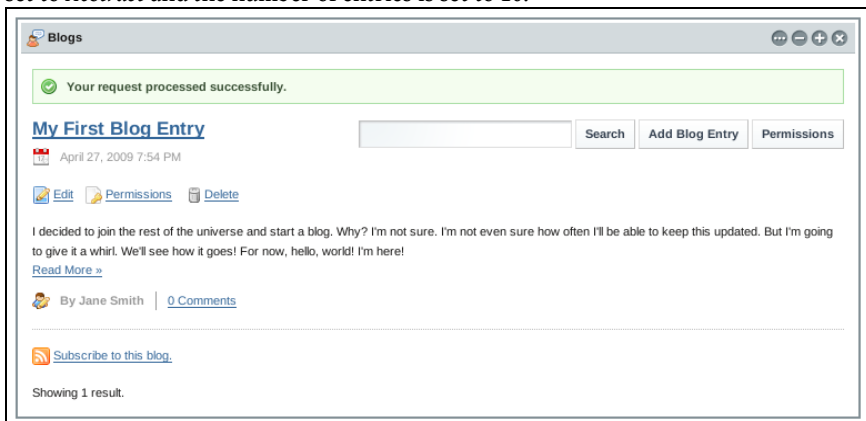 Blogs
Your request processed successfully.
My First Blog Entry
Search Add Blog Entry Permissions
April 27, 2009 7:54 PM
Edit Permissions Delete
I decided to join the rest of the universe and start a blog. Why? I'm not sure. I'm not even sure how often I'll be able to keep this updated. But I'm going
to give it a whirl. We'll see how it goes! For now, hello, world! I'm here!
Read More »
By Jane Smith 0 Comments
Subscribe to this blog.
Showing 1 result.